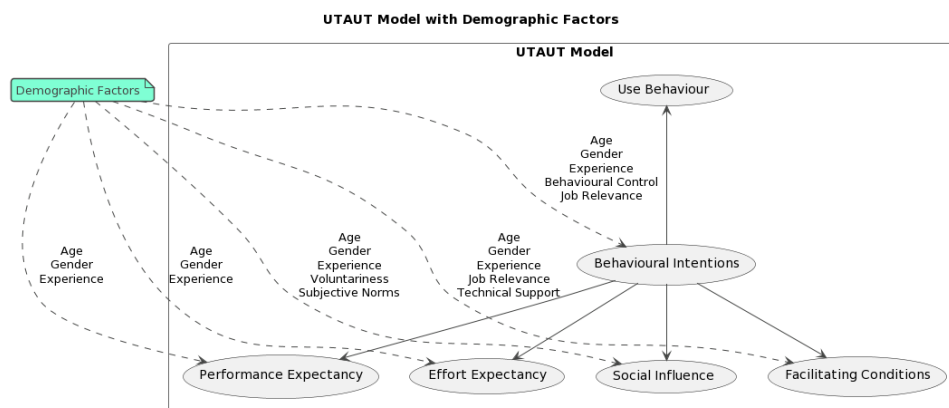 UTAUT Model with Demographic Factors
UTAUT Model
Demographic Factors
Use Behaviour
Age
Gender
Experience
Behavioural Control
Job Relevance
Age
Gender
Experience
Age
Gender
Experience
Age
Gender
Experience
Voluntariness
Subjective Norms
Age
Gender
Experience
Job Relevance
Technical Support
Behavioural Intentions
Performance Expectancy
Effort Expectancy
Social Influence
Facilitating Conditions